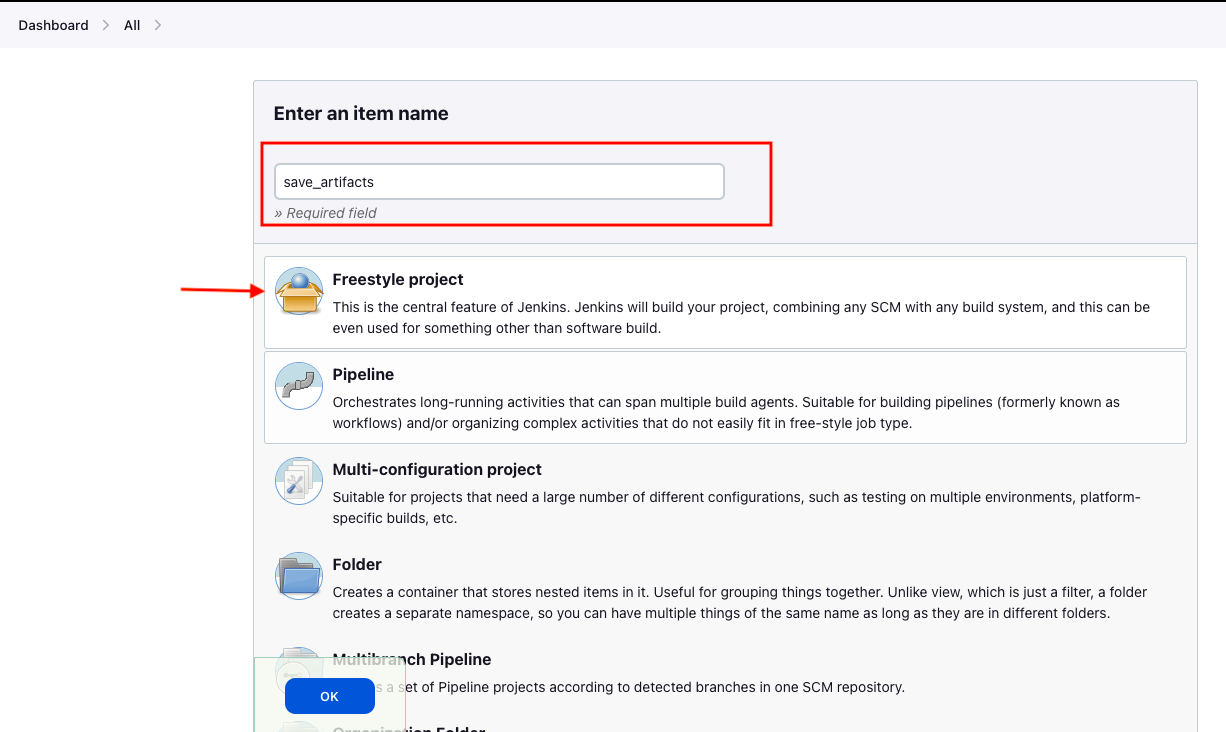 Dashboard All
Enter an item name
save_artifacts
» Required field
Freestyle project
This is the central feature of Jenkins. Jenkins will build your project, combining any SCM with any build system, and this can be
even used for something other than software build.
Pipeline
Orchestrates long-running activities that can span multiple build agents. Suitable for building pipelines (formerly known as
workflows) and/or organizing complex activities that do not easily fit in free-style job type.
Multi-configuration project
Suitable for projects that need a large number of different configurations, such as testing on multiple environments, platform-
specific builds, etc.
Folder
Creates a container that stores nested items in it. Useful for grouping things together. Unlike view, which is just a filter, a folder
creates a separate namespace, so you can have multiple things of the same name as long as they are in different folders.
Multibranch Pipeline
a set of Pipeline projects according to detected branches in one SCM repository.
OK
Organization Folder